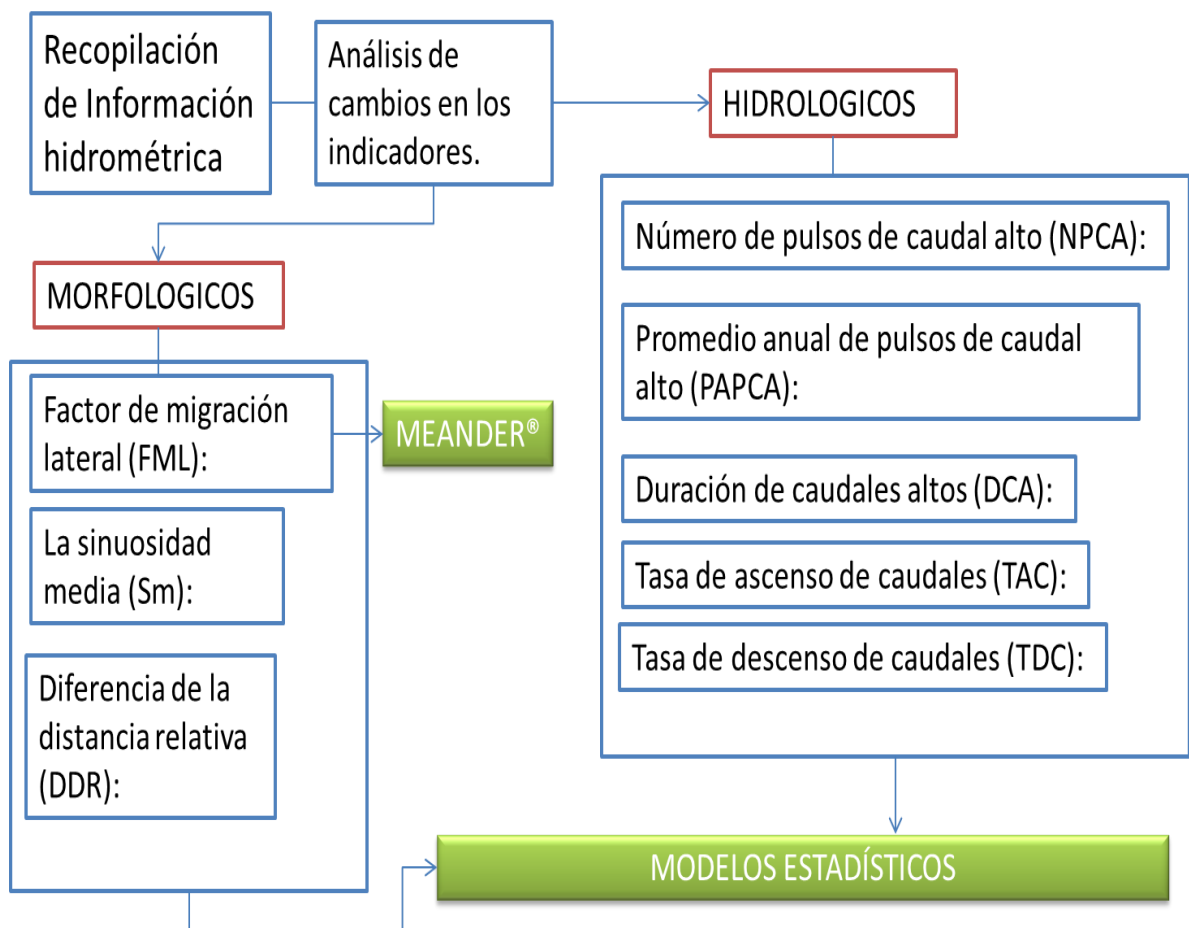 Recopilación
de Información
hidrométrica
Análisis de
cambios en los
indicadores.
HIDROLOGICOS
Número de pulsos de caudal alto (NPCA):
Promedio anual de pulsos de caudal
alto (PAPCA):
Duración de caudales altos (DCA):
Tasa de ascenso de caudales (TAC):
Tasa de descenso de caudales (TDC):
MORFOLOGICOS
Factor de migración
lateral (FML):
MEANDER®
La sinuosidad
media (Sm):
Diferencia de la
distancia relativa
(DDR):
MODELOS ESTADÍSTICOS